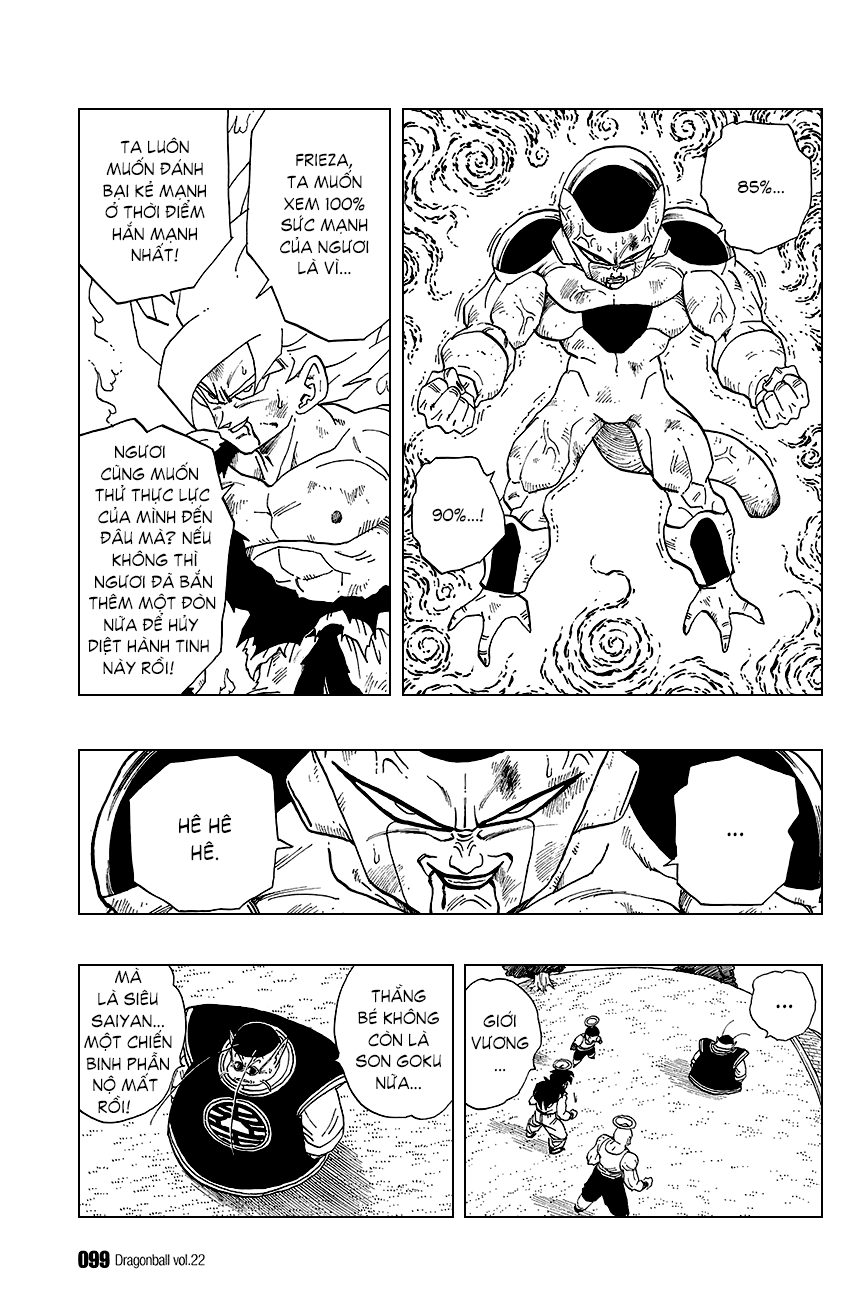 85%...
90%...!
FRIEZA,
TA MUỐN
XEM 100%
SỨC MẠNH
CỦA NGƯƠI
LÀ VÌ...
TA LUÔN
MUỐN ĐÁNH
BẠI KẺ MẠNH
Ở THỜI ĐIỂM
HẮN MẠNH
NHẤT!
NGƯƠI
CŨNG MUỐN
THỬ THỰC LỰC
CỦA MÌNH ĐẾN
ĐÂU MÀ? NẾU
KHÔNG THÌ
NGƯƠI ĐÃ BẮN
THÊM MỘT ĐÒN
NỮA ĐỂ HỦY
DIỆT HÀNH TINH
NÀY RỒI!
...
HÊ HÊ
HÊ.
...
GIỚI
VƯƠNG
...
THẰNG
BÉ KHÔNG
CÒN LÀ
SON GOKU
NỮA...
MÀ
LÀ SIÊU
SAIYAN...
MỘT CHIẾN
BINH PHẪN
NỘ MẤT
RỒI!
099 Dragonball vol.22